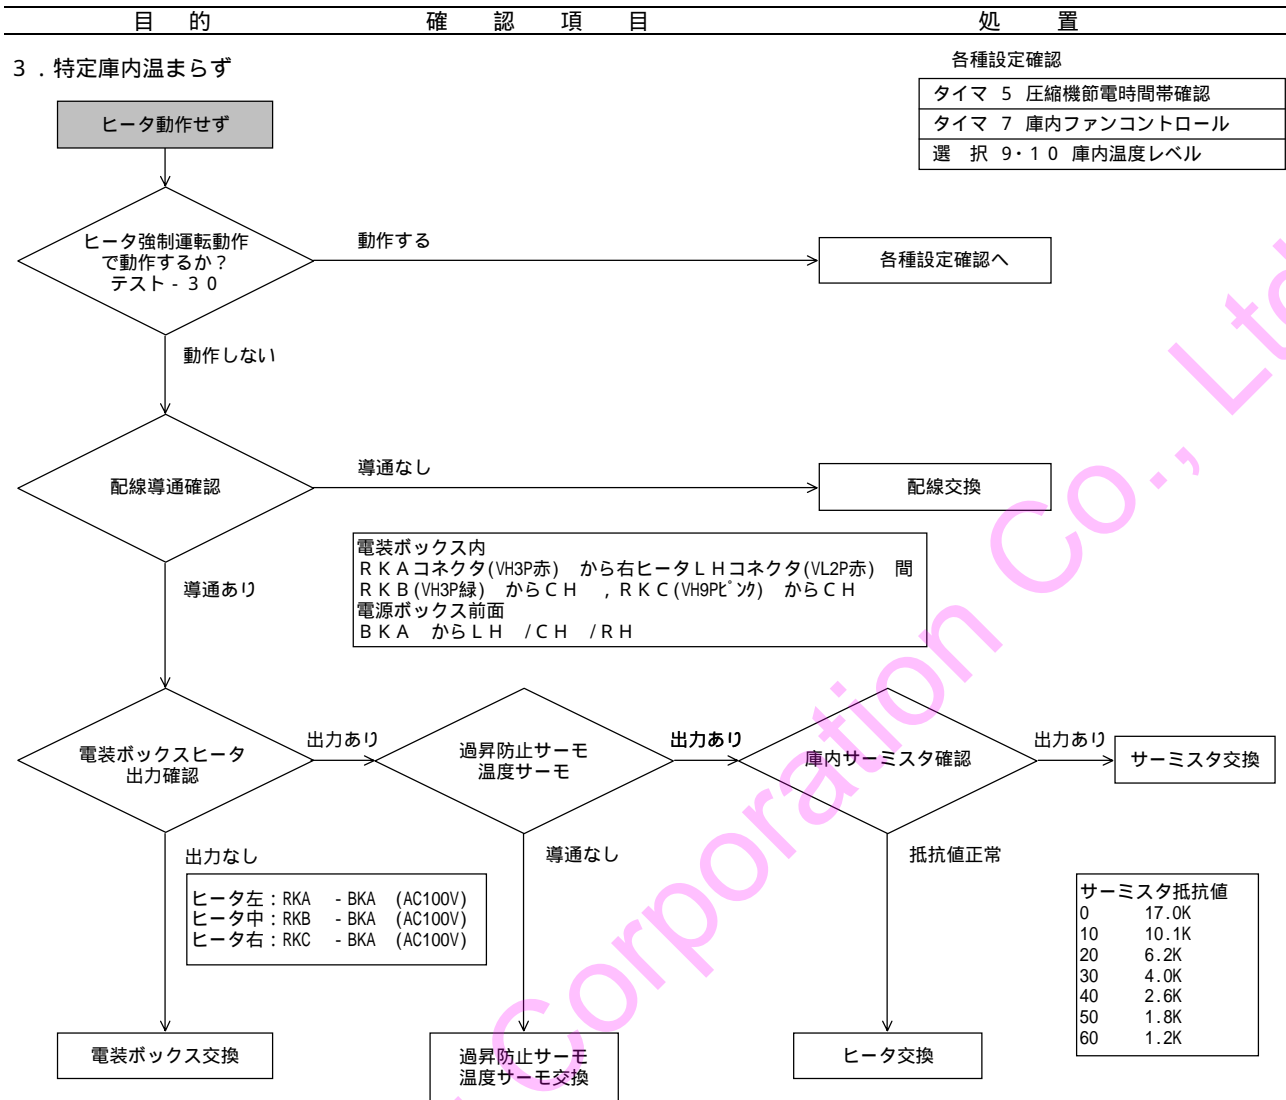 目 的 確 認 項 目 処 置
3．特定庫内温まらず
各種設定確認
タイマ 5 圧縮機節電時間帯確認
タイマ 7 庫内ファンコントロール
選 択 9・10 庫内温度レベル
ヒータ動作せず
ヒータ強制運転動作
で動作するか？
テスト - 30
動作する
各種設定確認へ
動作しない
配線導通確認
導通なし
配線交換
導通あり
電装ボックス内
RKAコネクタ(VH3P赤) から右ヒータLHコネクタ(VL2P赤) 間
RKB(VH3P緑) からCH ,RKC(VH9Pピンク) からCH
電源ボックス前面
BKA からLH /CH /RH
電装ボックスヒータ
出力確認
出力あり
過昇防止サーモ
温度サーモ
出力あり
庫内サーミスタ確認
出力あり
サーミスタ交換
出力なし
ヒータ左：RKA - BKA (AC100V)
ヒータ中：RKB - BKA (AC100V)
ヒータ右：RKC - BKA (AC100V)
導通なし
抵抗値正常
サーミスタ抵抗値
0 17.0K
10 10.1K
20 6.2K
30 4.0K
40 2.6K
50 1.8K
60 1.2K
電装ボックス交換
過昇防止サーモ
温度サーモ交換
ヒータ交換
Corporation Co., Ltd